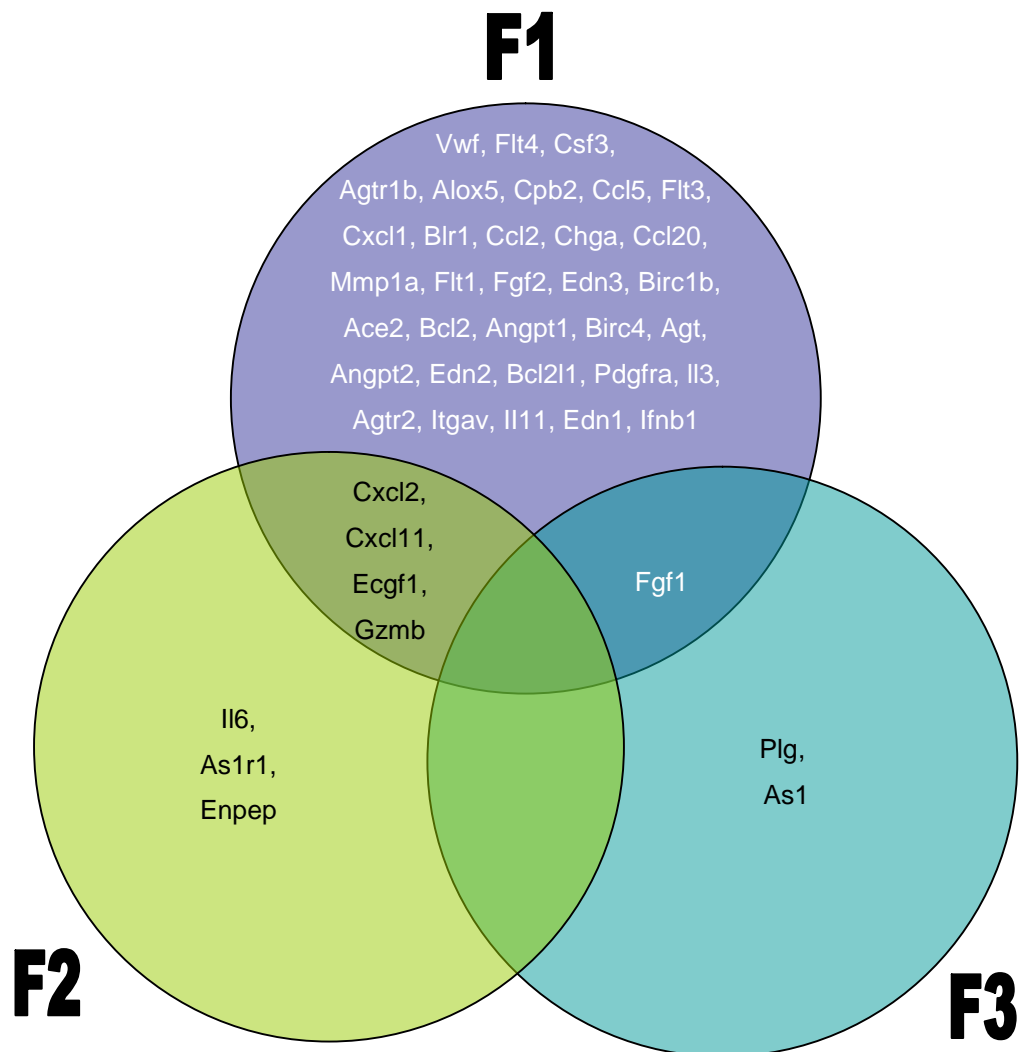 F1
Vwf, Flt4, Csf3,
Agtr1b, Alox5, Cpb2, Ccl5, Flt3,
Cxcl1, Blr1, Ccl2, Chga, Ccl20,
Mmp1a, Flt1, Fgf2, Edn3, Birc1b,
Ace2, Bcl2, Angpt1, Birc4, Agt,
Angpt2, Edn2, Bcl2l1, Pdgfra, Il3,
Agtr2, Itgav, Il11, Edn1, Ifnb1
Cxcl2,
Cxcl11,
Ecgf1,
Gzmb
Fgf1
Il6,
As1r1,
Enpep
Plg,
As1
F2
F3